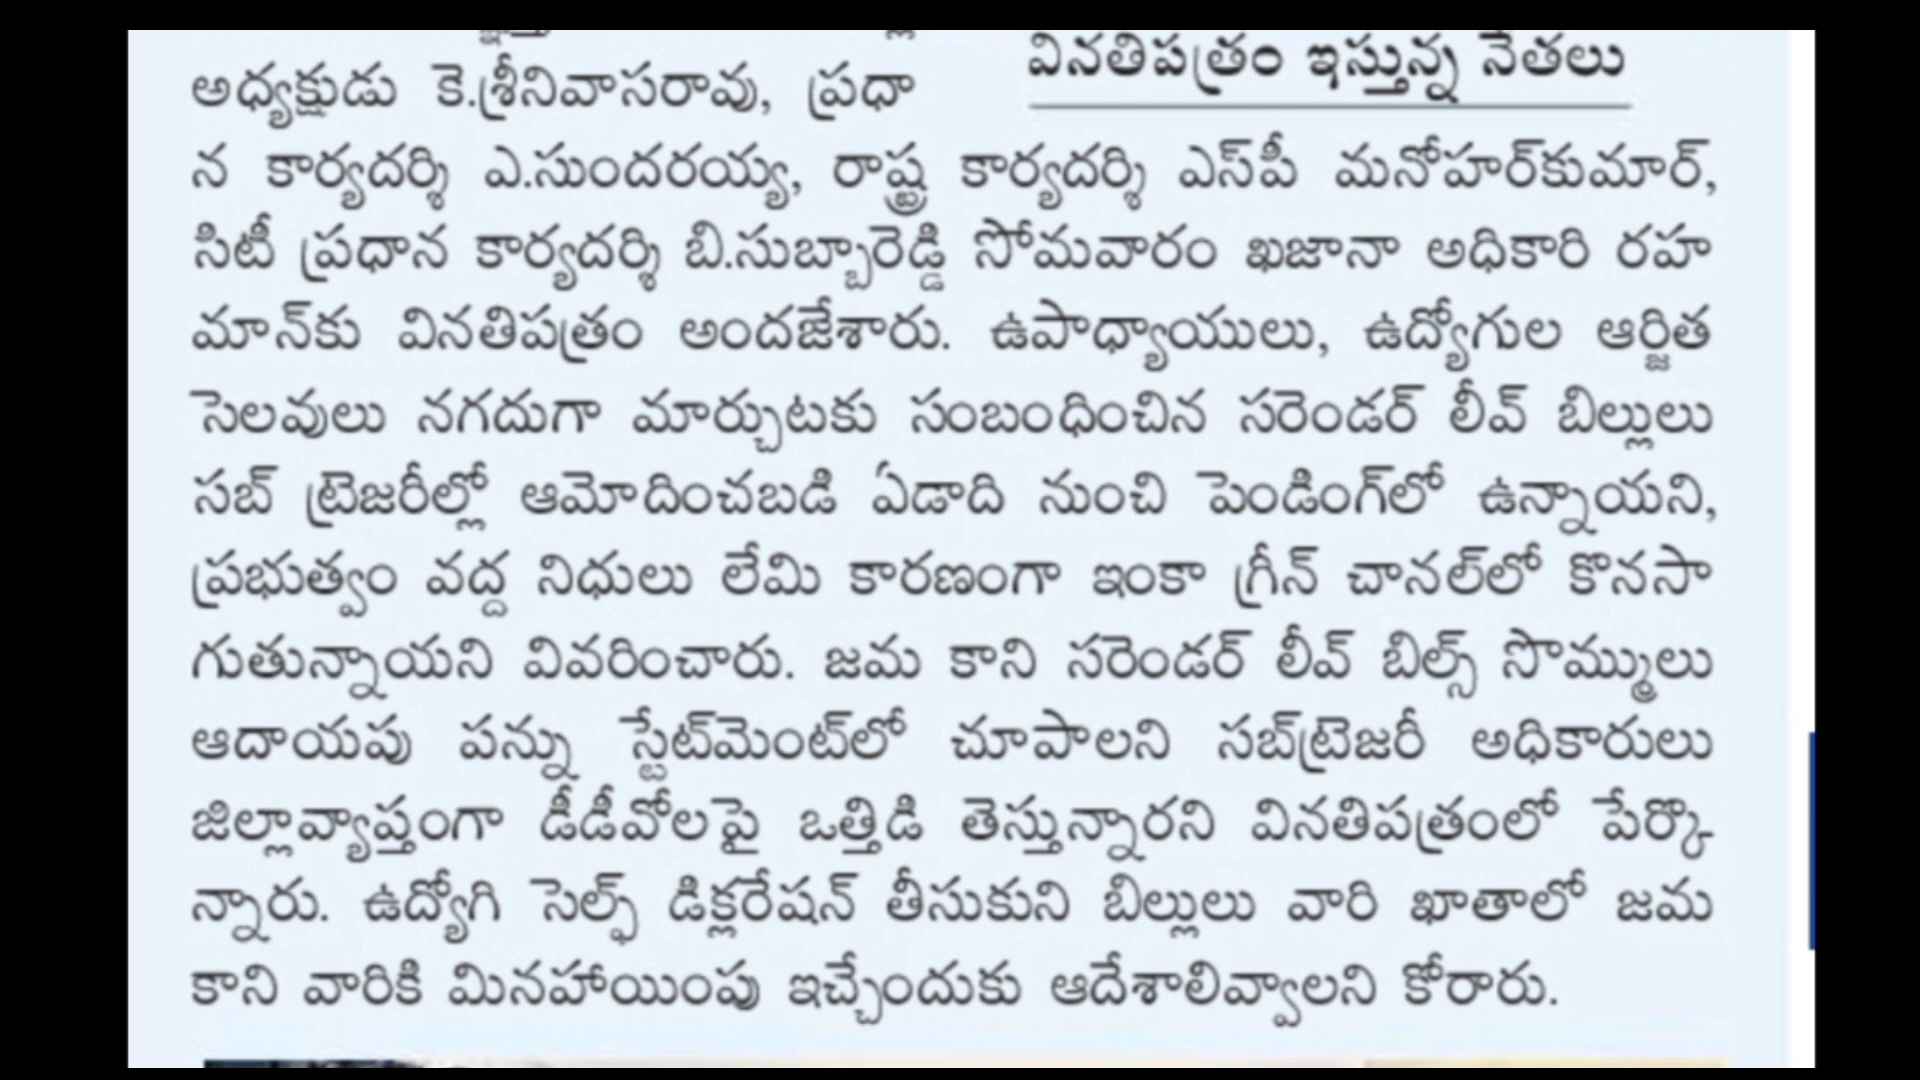 వినతిపత్రం ఇస్తున్న నేతలు
అధ్యక్షుడు కె.శ్రీనివాసరావు, ప్రధా
న కార్యదర్శి ఎ.సుందరయ్య, రాష్ట్ర కార్యదర్శి ఎస్‌పీ మనోహర్‌కుమార్,
సిటీ ప్రధాన కార్యదర్శి బి.సుబ్బారెడ్డి సోమవారం ఖజానా అధికారి రహ
మాన్‌కు వినతిపత్రం అందజేశారు. ఉపాధ్యాయులు, ఉద్యోగుల ఆర్జిత
సెలవులు నగదుగా మార్చుటకు సంబంధించిన సరెండర్ లీవ్ బిల్లులు
సబ్ ట్రెజరీల్లో ఆమోదించబడి ఏడాది నుంచి పెండింగ్‌లో ఉన్నాయని,
ప్రభుత్వం వద్ద నిధులు లేమి కారణంగా ఇంకా గ్రీన్ చానల్‌లో కొనసా
గుతున్నాయని వివరించారు. జమ కాని సరెండర్ లీవ్ బిల్స్ సొమ్ములు
ఆదాయపు పన్ను స్టేట్‌మెంట్‌లో చూపాలని సబ్‌ట్రెజరీ అధికారులు
జిల్లావ్యాప్తంగా డీడీవోలపై ఒత్తిడి తెస్తున్నారని వినతిపత్రంలో పేర్కొ
న్నారు. ఉద్యోగి సెల్ఫ్ డిక్లరేషన్ తీసుకుని బిల్లులు వారి ఖాతాలో జమ
కాని వారికి మినహాయింపు ఇచ్చేందుకు ఆదేశాలివ్వాలని కోరారు.